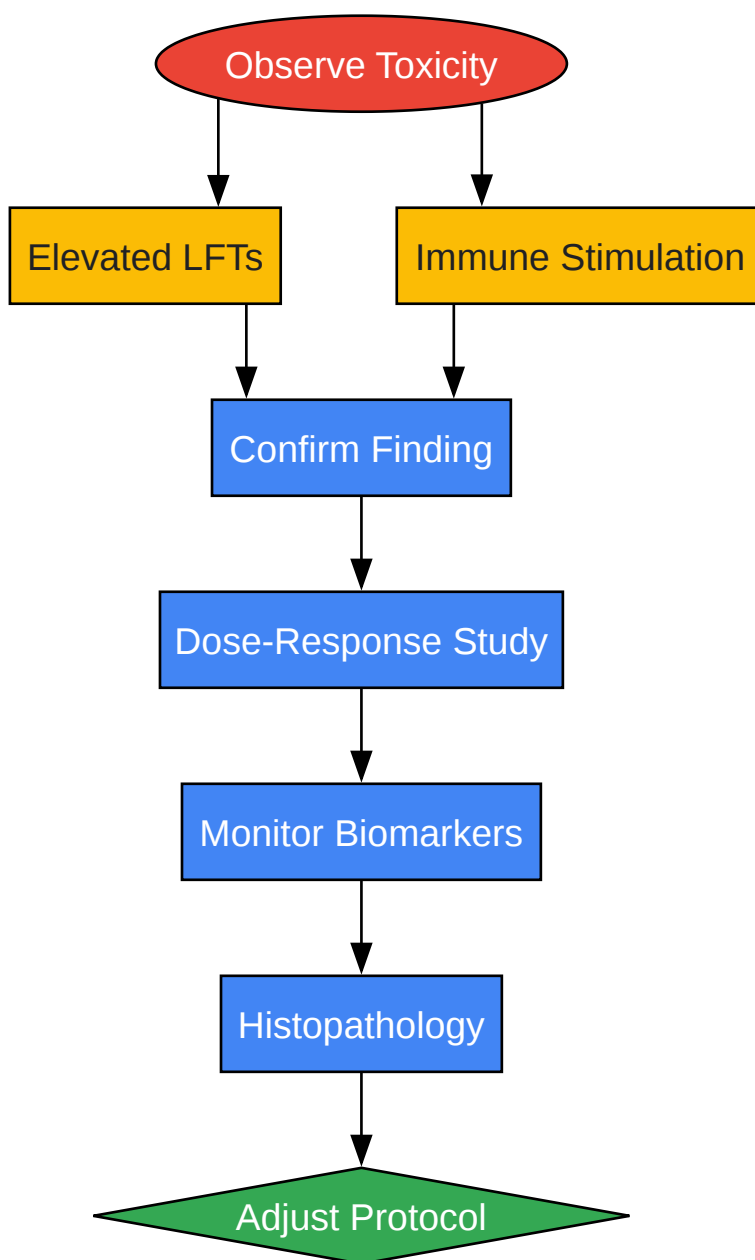 Observe Toxicity
Elevated LFTs
Immune Stimulation
Confirm Finding
Dose-Response Study
Monitor Biomarkers
Histopathology
Adjust Protocol